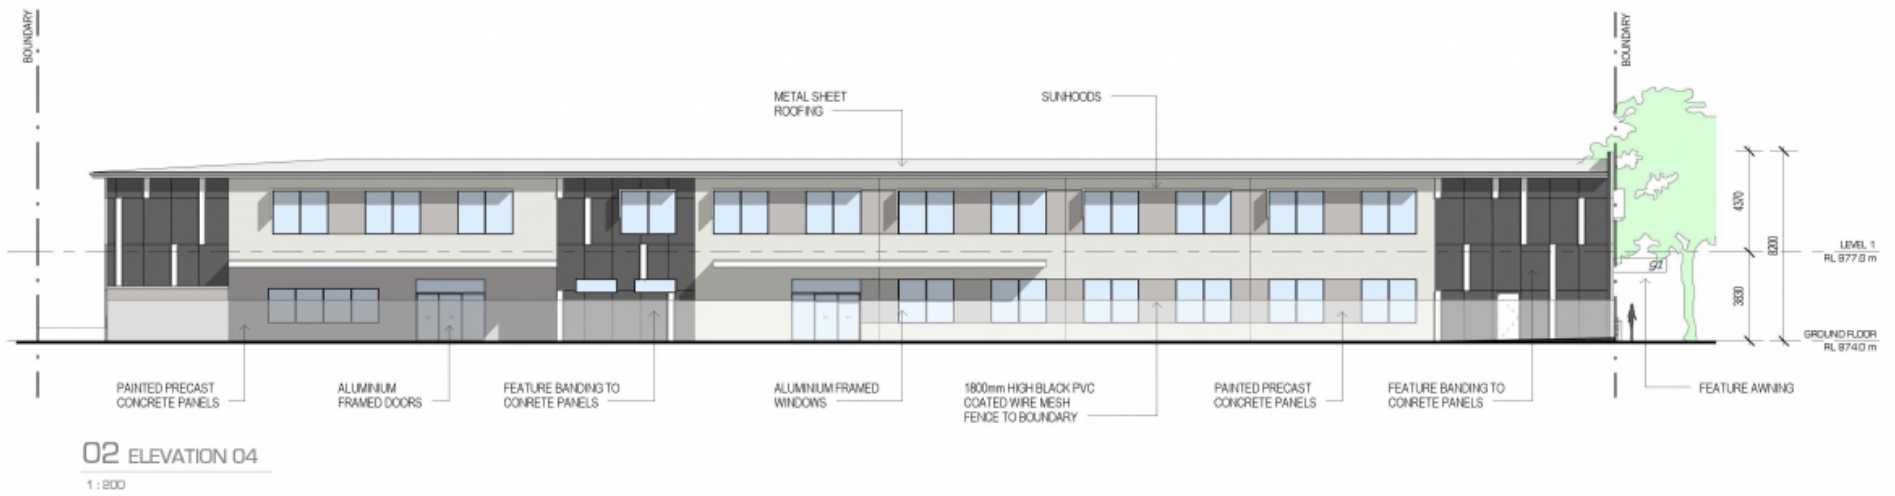 BOUNDARY
BOUNDARY
METAL SHEET
ROOFING
SUNHOODS
4370
8200
3830
LEVEL 1
RL 977.8 m
GROUND FLOOR
RL 974.0 m
PAINTED PRECAST
CONCRETE PANELS
ALUMINIUM
FRAMED DOORS
FEATURE BANDING TO
CONRETE PANELS
ALUMINIUM FRAMED
WINDOWS
1800mm HIGH BLACK PVC
COATED WIRE MESH
FENCE TO BOUNDARY
PAINTED PRECAST
CONCRETE PANELS
FEATURE BANDING TO
CONRETE PANELS
FEATURE AWNING
02 ELEVATION 04
1 : 200